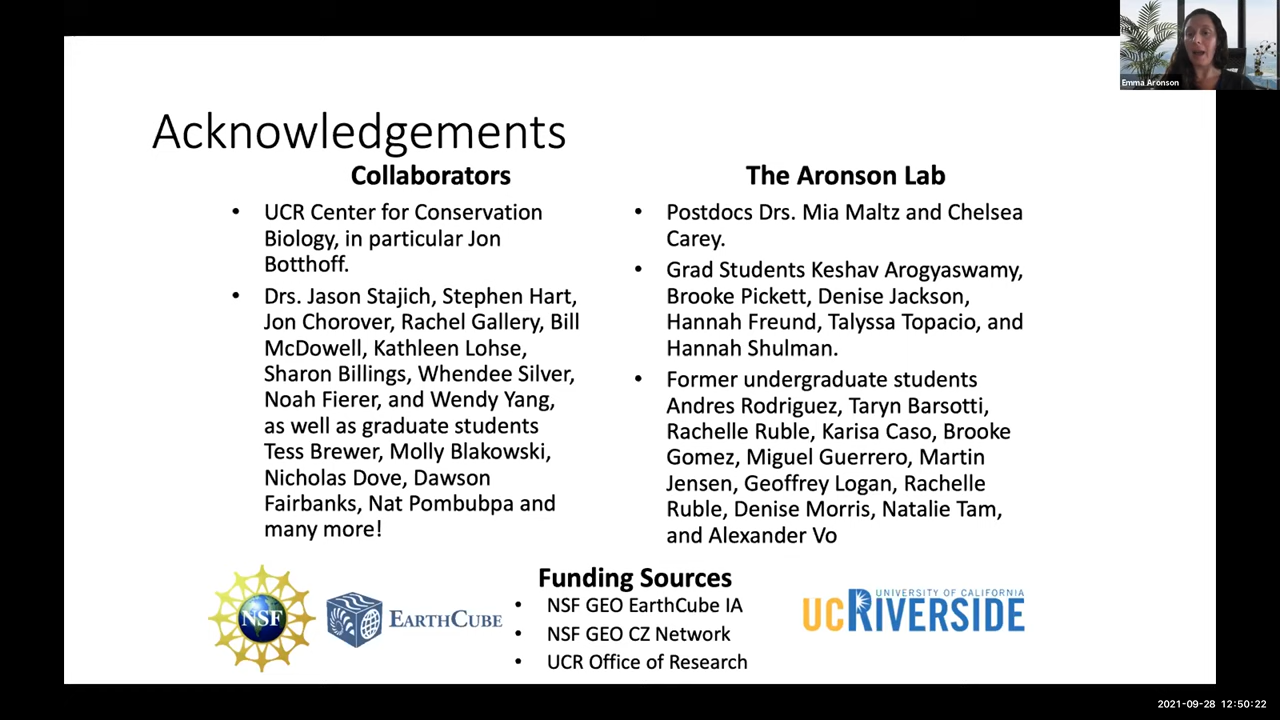 Emma Aronson
Acknowledgements
Collaborators
• UCR Center for Conservation
Biology, in particular Jon
Botthoff.
• Drs. Jason Stajich, Stephen Hart,
Jon Chorover, Rachel Gallery, Bill
McDowell, Kathleen Lohse,
Sharon Billings, Whendee Silver,
Noah Fierer, and Wendy Yang,
as well as graduate students
Tess Brewer, Molly Blakowski,
Nicholas Dove, Dawson
Fairbanks, Nat Pombubpa and
many more!
The Aronson Lab
• Postdocs Drs. Mia Maltz and Chelsea
Carey.
• Grad Students Keshav Arogyaswamy,
Brooke Pickett, Denise Jackson,
Hannah Freund, Talyssa Topacio, and
Hannah Shulman.
• Former undergraduate students
Andres Rodriguez, Taryn Barsotti,
Rachelle Ruble, Karisa Caso, Brooke
Gomez, Miguel Guerrero, Martin
Jensen, Geoffrey Logan, Rachelle
Ruble, Denise Morris, Natalie Tam,
and Alexander Vo
NSF
EARTHCUBE
Funding Sources
• NSF GEO EarthCube IA
• NSF GEO CZ Network
• UCR Office of Research
UNIVERSITY OF CALIFORNIA
UCRIVERSIDE
2021-09-28 12:50:22